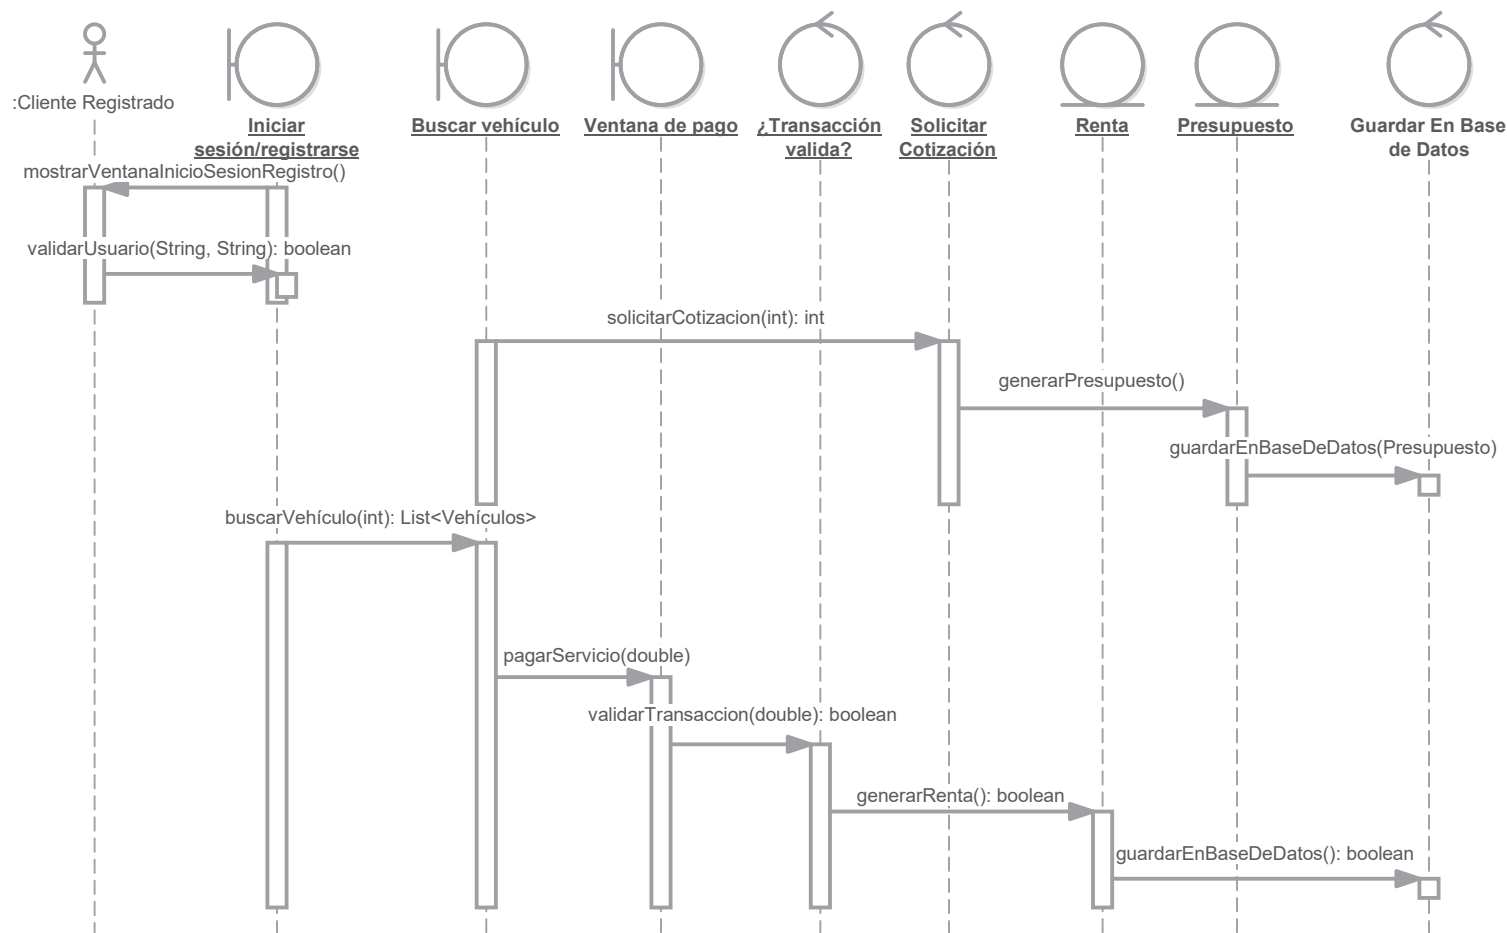 :Cliente Registrado
Iniciar
sesión/registrarse
Buscar vehículo
Ventana de pago
¿Transacción
valida?
Solicitar
Cotización
Renta
Presupuesto
Guardar En Base
de Datos
mostrarVentanaInicioSesionRegistro()
validarUsuario(String, String): boolean
solicitarCotizacion(int): int
generarPresupuesto()
guardarEnBaseDeDatos(Presupuesto)
buscarVehículo(int): List<Vehículos>
pagarServicio(double)
validarTransaccion(double): boolean
generarRenta(): boolean
guardarEnBaseDeDatos(): boolean